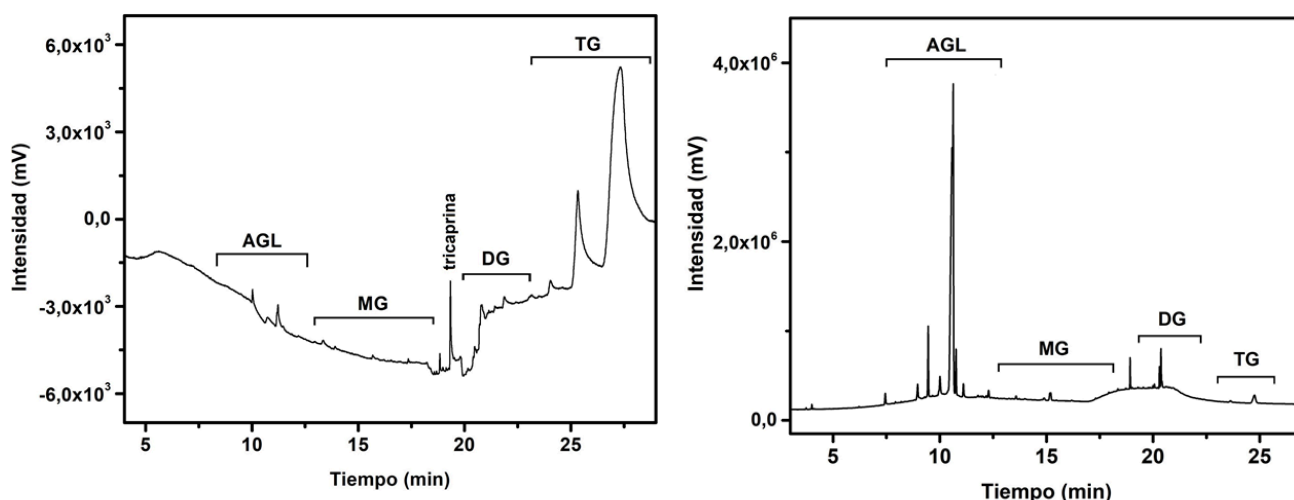 6,0x10³
3,0x10³
0,0
-3,0x10³
-6,0x10³
Intensidad (mV)
AGL
MG
tricaprina
DG
TG
5 10 15 20 25
Tiempo (min)
4,0x10⁶
2,0x10⁶
0,0
Intensidad (mV)
AGL
MG
DG
TG
5 10 15 20 25
Tiempo (min)